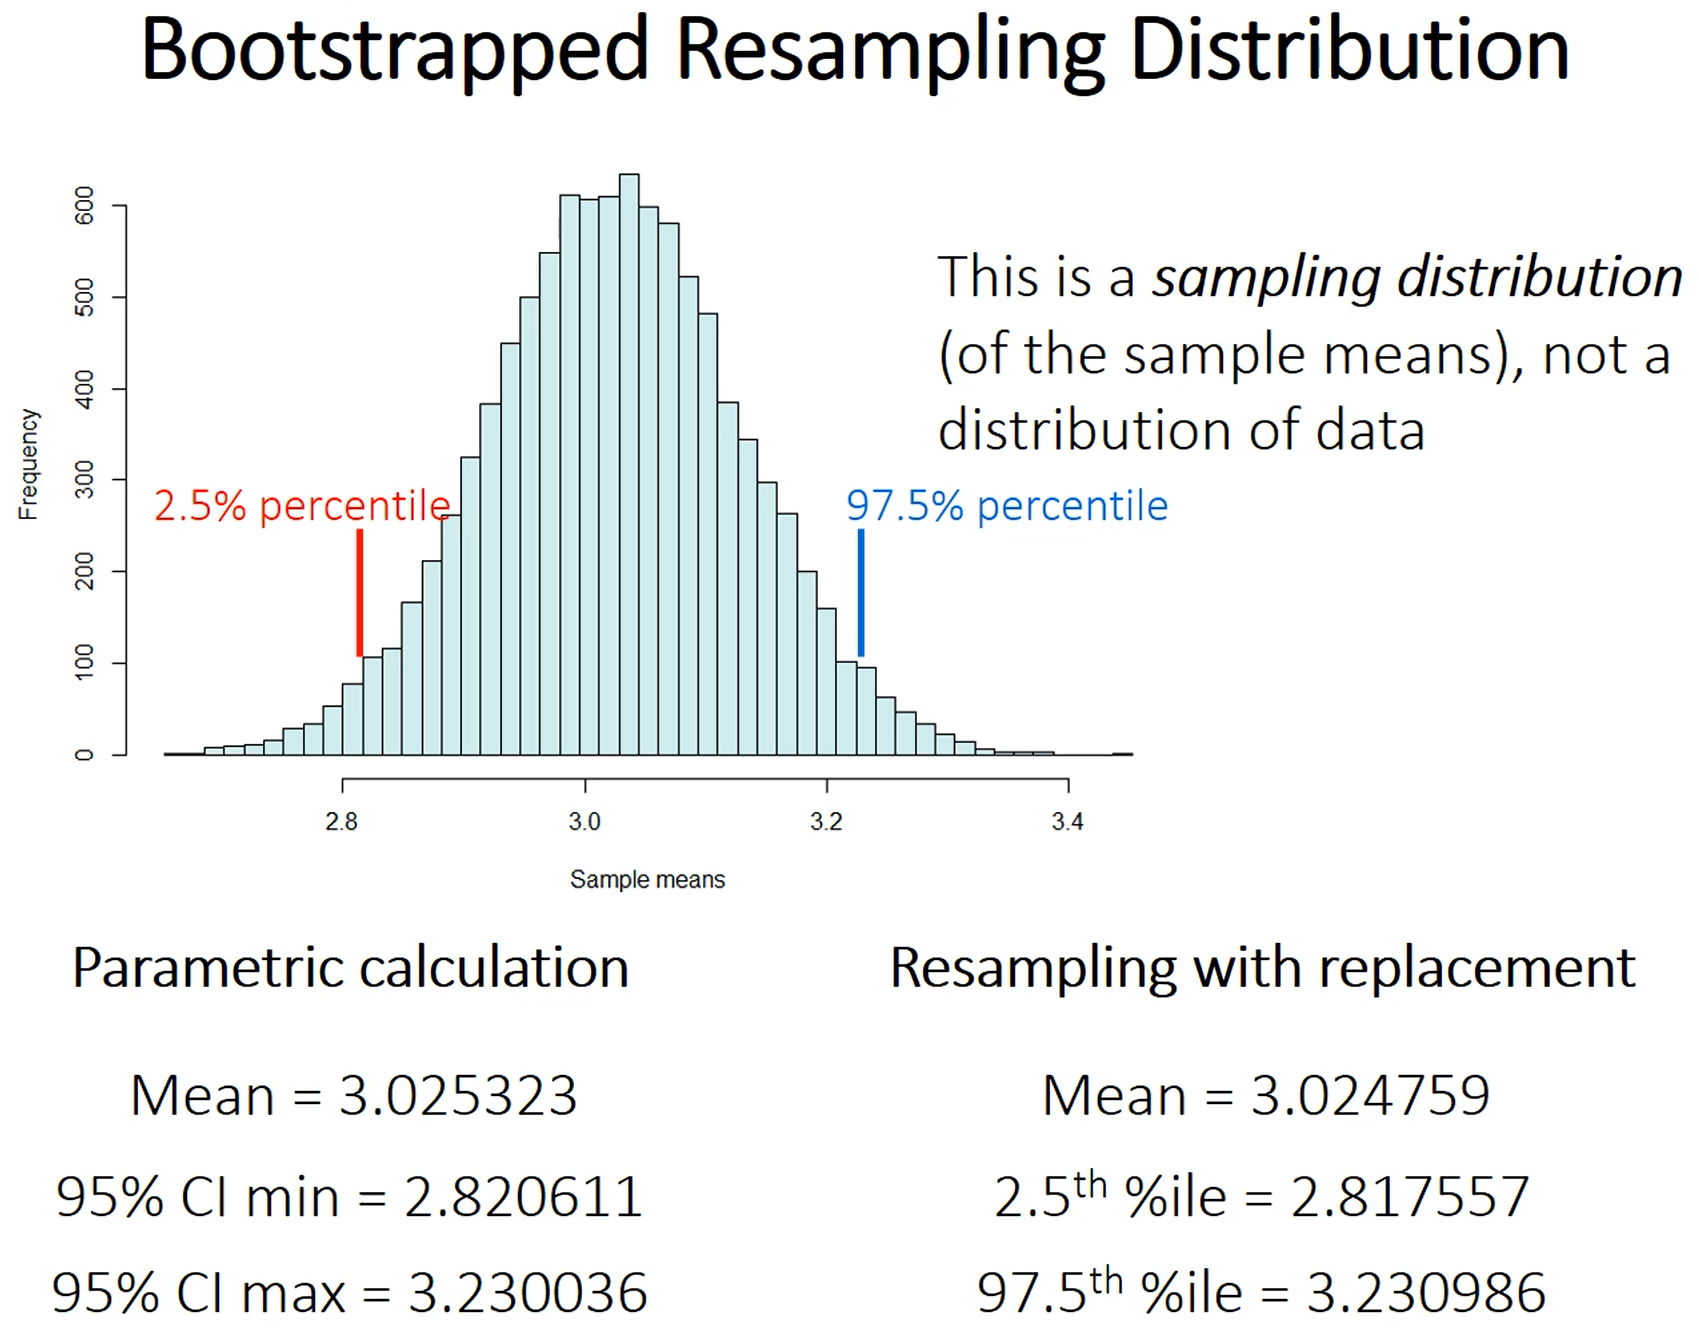 Bootstrapped Resampling Distribution
600
500
400
300
200
100
0
Frequency
2.5% percentile
97.5% percentile
This is a sampling distribution
(of the sample means), not a
distribution of data
2.8 3.0 3.2 3.4
Sample means
Parametric calculation
Mean = 3.025323
95% CI min = 2.820611
95% CI max = 3.230036
Resampling with replacement
Mean = 3.024759
2.5th %ile = 2.817557
97.5th %ile = 3.230986